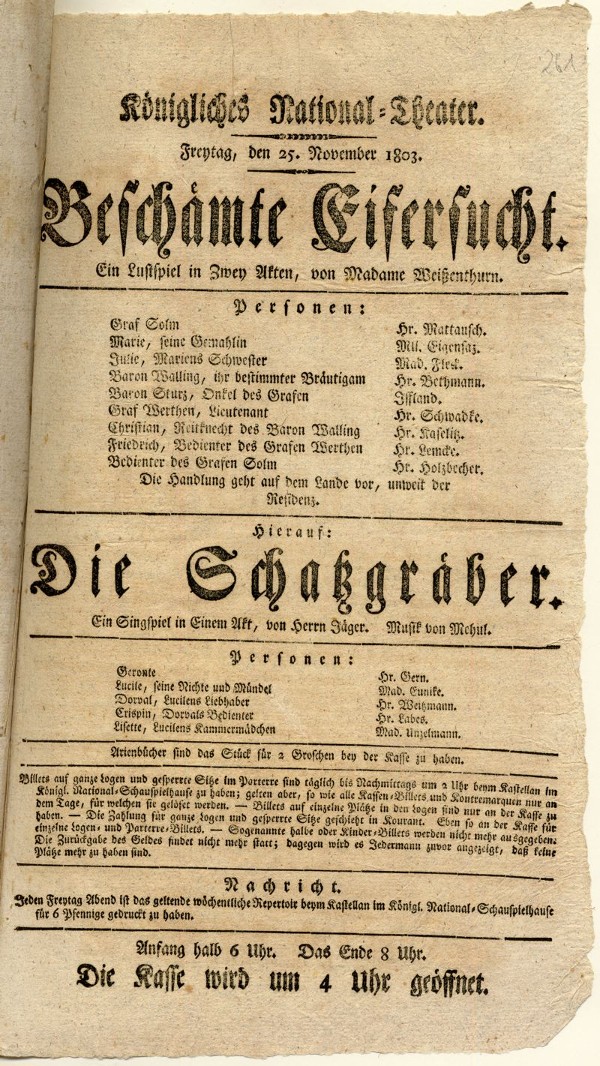 281
Königliches National-Theater.
Freytag, den 25. November 1803.
Beschämte Eifersucht.
Ein Lustspiel in Zwey Akten, von Madame Weißenthurn.
Personen:
Graf Solm Hr. Mattausch.
Marie, seine Gemahlin Mll. Eigensaz.
Julie, Mariens Schwester Mad. Fleck.
Baron Walling, ihr bestimmter Bräutigam Hr. Bethmann.
Baron Sturz, Onkel des Grafen Iffland.
Graf Werthen, Lieutenant Hr. Schwadke.
Christian, Reitknecht des Baron Walling Hr. Kaselitz.
Friedrich, Bedienter des Grafen Werthen Hr. Lemcke.
Bedienter des Grafen Solm Hr. Holzbecher.
Die Handlung geht auf dem Lande vor, unweit der
Residenz.
Hierauf:
Die Schatzgräber.
Ein Singspiel in Einem Akt, von Herrn Jäger. Musik von Mehul.
Personen:
Geronte Hr. Gern.
Lucile, seine Nichte und Mündel Mad. Eunike.
Dorval, Lucilens Liebhaber Hr. Weitzmann.
Crispin, Dorvals Bedienter Hr. Labes.
Lisette, Lucilens Kammermädchen Mad. Unzelmann.
Arienbücher sind das Stück für 2 Groschen bey der Kasse zu haben.
Billets auf ganze Logen und gesperrte Sitze im Parterre sind täglich bis Nachmittags um 2 Uhr beym Kastellan im
Königl. National-Schauspielhause zu haben; gelten aber, so wie alle Kassen-Billets und Kontremarquen nur an
dem Tage, für welchen sie gelöset werden. — Billets auf einzelne Plätze in den Logen sind nur an der Kasse zu
haben. — Die Zahlung für ganze Logen und gesperrte Sitze geschieht in Kourant. Eben so an der Kasse für
einzelne Logen- und Parterre-Billets. — Sogenannte halbe oder Kinder-Billets werden nicht mehr ausgegeben.
Die Zurückgabe des Geldes findet nicht mehr statt; dagegen wird es Jedermann zuvor angezeigt, daß keine
Plätze mehr zu haben sind.
Nachricht.
Jeden Freytag Abend ist das geltende wöchentliche Repertoir beym Kastellan im Königl. National-Schauspielhause
für 6 Pfennige gedruckt zu haben.
Anfang halb 6 Uhr. Das Ende 8 Uhr.
Die Kasse wird um 4 Uhr geöffnet.